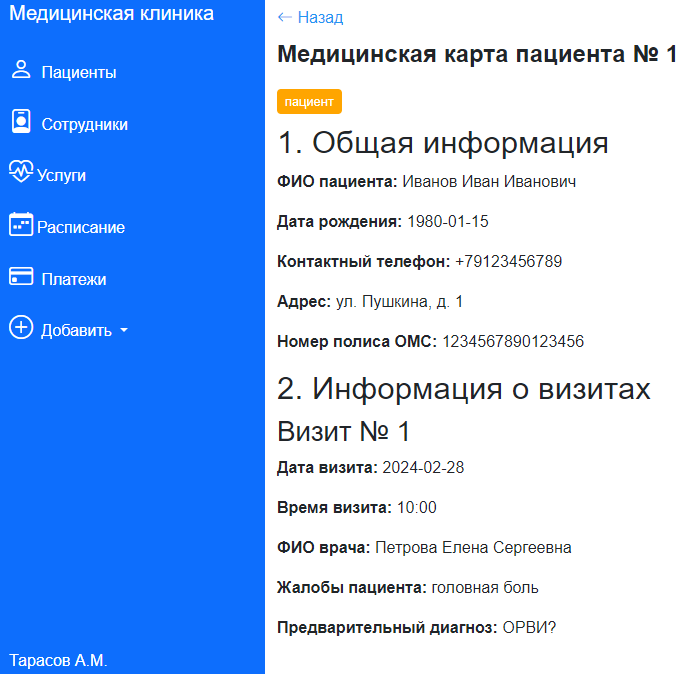 Медицинская клиника
Пациенты
Сотрудники
Услуги
Расписание
Платежи
Добавить
Тарасов А.М.
← Назад
Медицинская карта пациента № 1
пациент
1. Общая информация
ФИО пациента: Иванов Иван Иванович
Дата рождения: 1980-01-15
Контактный телефон: +79123456789
Адрес: ул. Пушкина, д. 1
Номер полиса ОМС: 1234567890123456
2. Информация о визитах
Визит № 1
Дата визита: 2024-02-28
Время визита: 10:00
ФИО врача: Петрова Елена Сергеевна
Жалобы пациента: головная боль
Предварительный диагноз: ОРВИ?